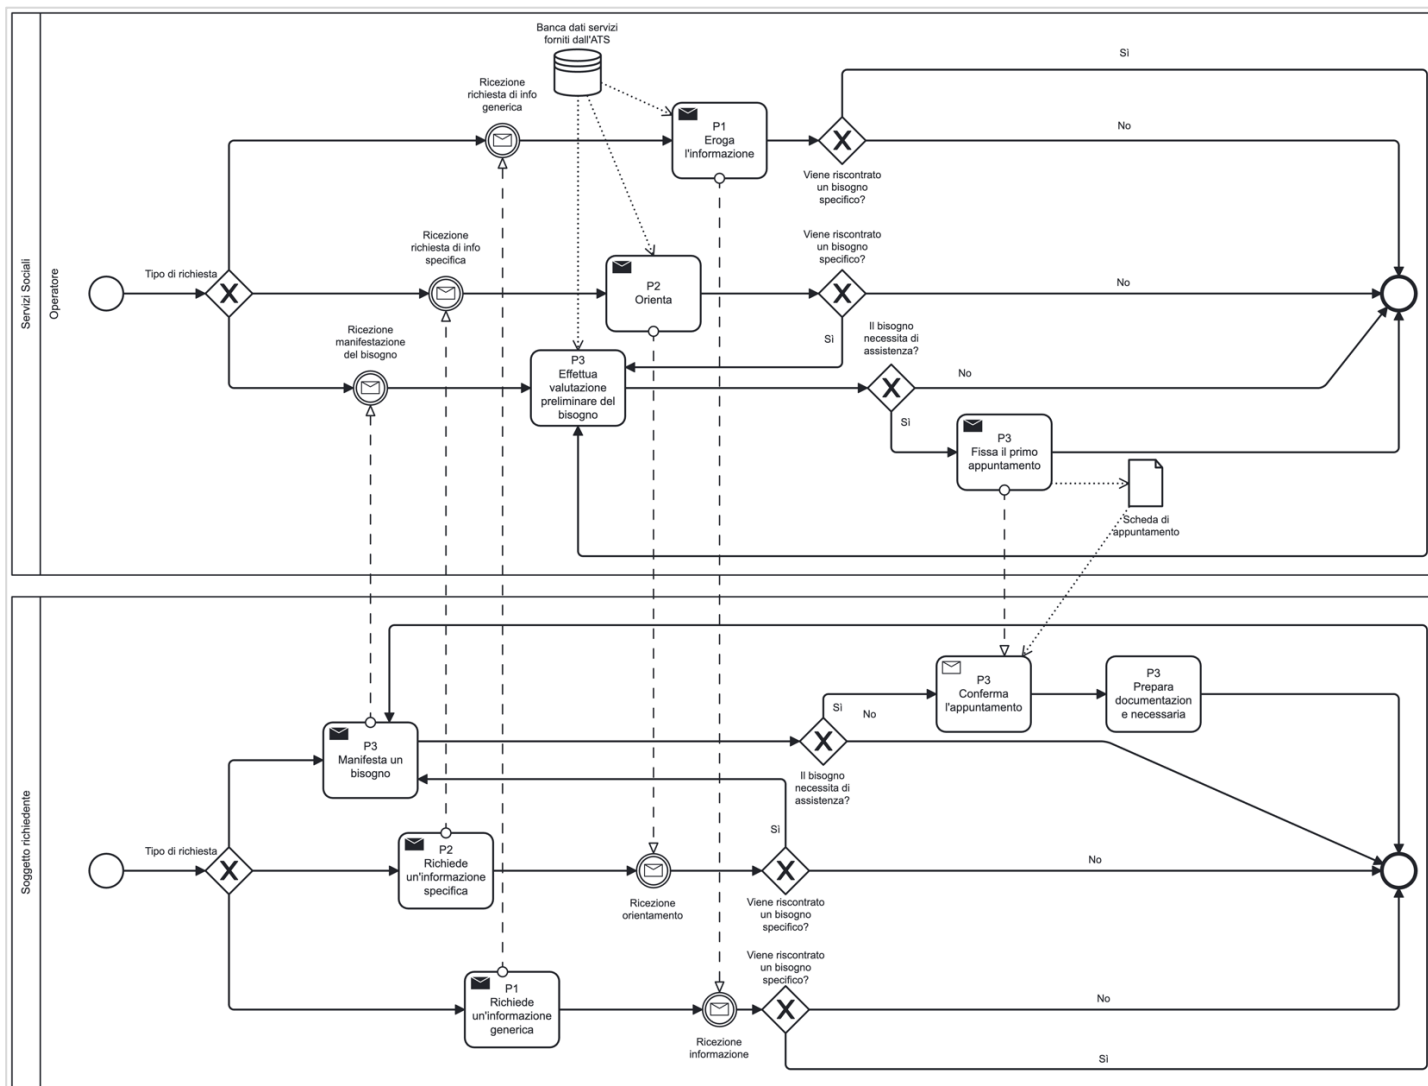 Banca dati servizi
forniti dall'ATS
Sì
Ricezione
richiesta di info
generica
P1
Eroga
l'informazione
No
Viene riscontrato
un bisogno
specifico?
Servizi Sociali
Operatore
Tipo di richiesta
Ricezione
richiesta di info
specifica
P2
Orienta
Viene riscontrato
un bisogno
specifico?
No
Sì
Ricezione
manifestazione
del bisogno
P3
Effettua
valutazione
preliminare del
bisogno
Il bisogno
necessita di
assistenza?
No
Sì
P3
Fissa il primo
appuntamento
Scheda di
appuntamento
Soggetto richiedente
Tipo di richiesta
P3
Manifesta un
bisogno
Sì
No
Il bisogno
necessita di
assistenza?
P3
Conferma
l'appuntamento
P3
Prepara
documentazion
e necessaria
P2
Richiede
un'informazione
specifica
Ricezione
orientamento
Sì
No
Viene riscontrato
un bisogno
specifico?
P1
Richiede
un'informazione
generica
Ricezione
informazione
Viene riscontrato
un bisogno
specifico?
No
Sì